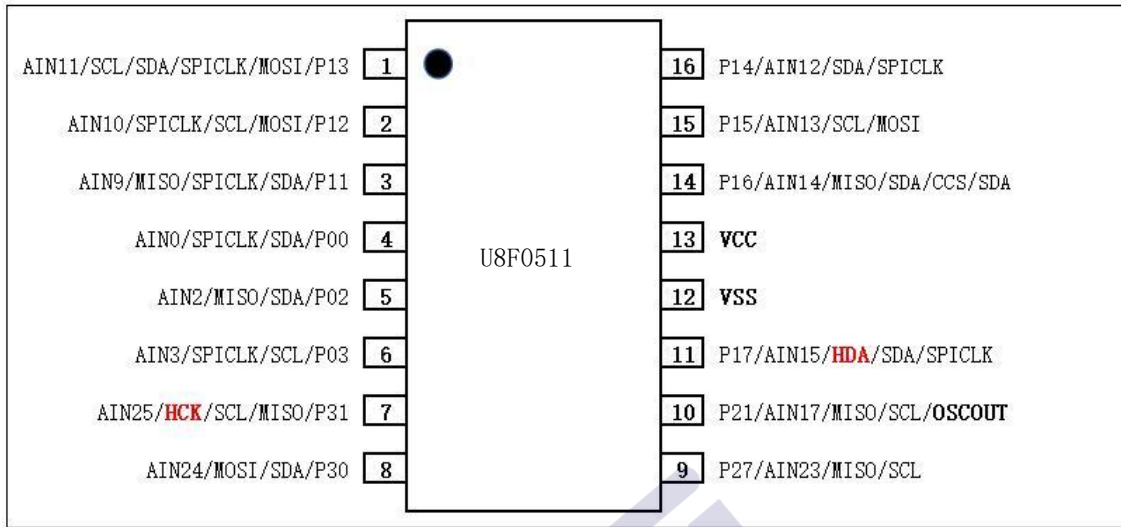 AIN11/SCL/SDA/SPICLK/MOSI/P13 1 16 P14/AIN12/SDA/SPICLK
AIN10/SPICLK/SCL/MOSI/P12 2 15 P15/AIN13/SCL/MOSI
AIN9/MISO/SPICLK/SDA/P11 3 14 P16/AIN14/MISO/SDA/CCS/SDA
AIN0/SPICLK/SDA/P00 4 13 VCC
U8F0511
AIN2/MISO/SDA/P02 5 12 VSS
AIN3/SPICLK/SCL/P03 6 11 P17/AIN15/HDA/SDA/SPICLK
AIN25/HCK/SCL/MISO/P31 7 10 P21/AIN17/MISO/SCL/OSCOUT
AIN24/MOSI/SDA/P30 8 9 P27/AIN23/MISO/SCL